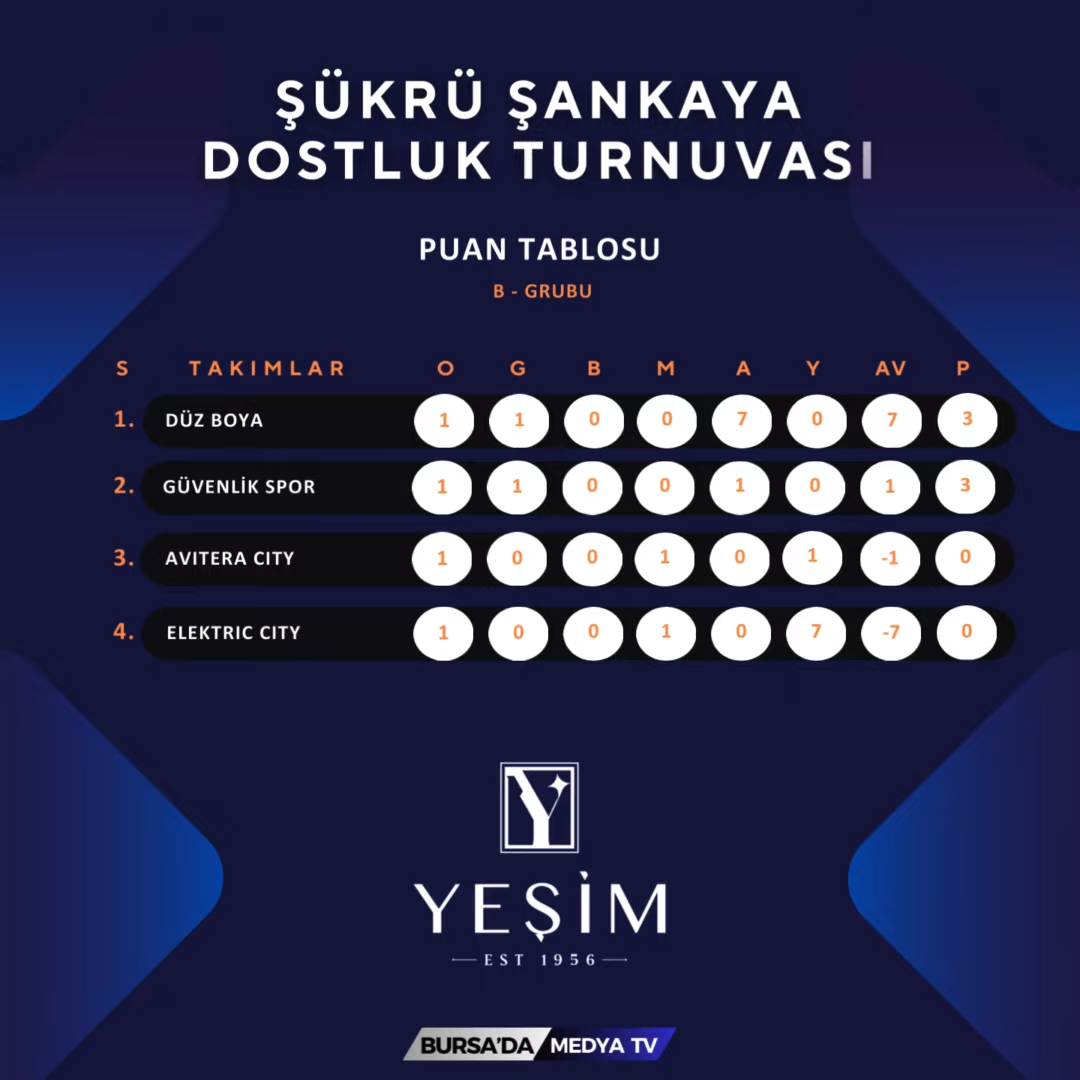 ŞÜKRÜ ŞANKAYA
DOSTLUK TURNUVASI
PUAN TABLOSU
B - GRUBU
S TAKIMLAR O G B M A Y AV P
1. DÜZ BOYA 1 1 0 0 7 0 7 3
2. GÜVENLİK SPOR 1 1 0 0 1 0 1 3
3. AVITERA CITY 1 0 0 1 0 1 -1 0
4. ELEKTRIC CITY 1 0 0 1 0 7 -7 0
Y
YEŞİM
EST 1956
BURSA'DA MEDYA TV